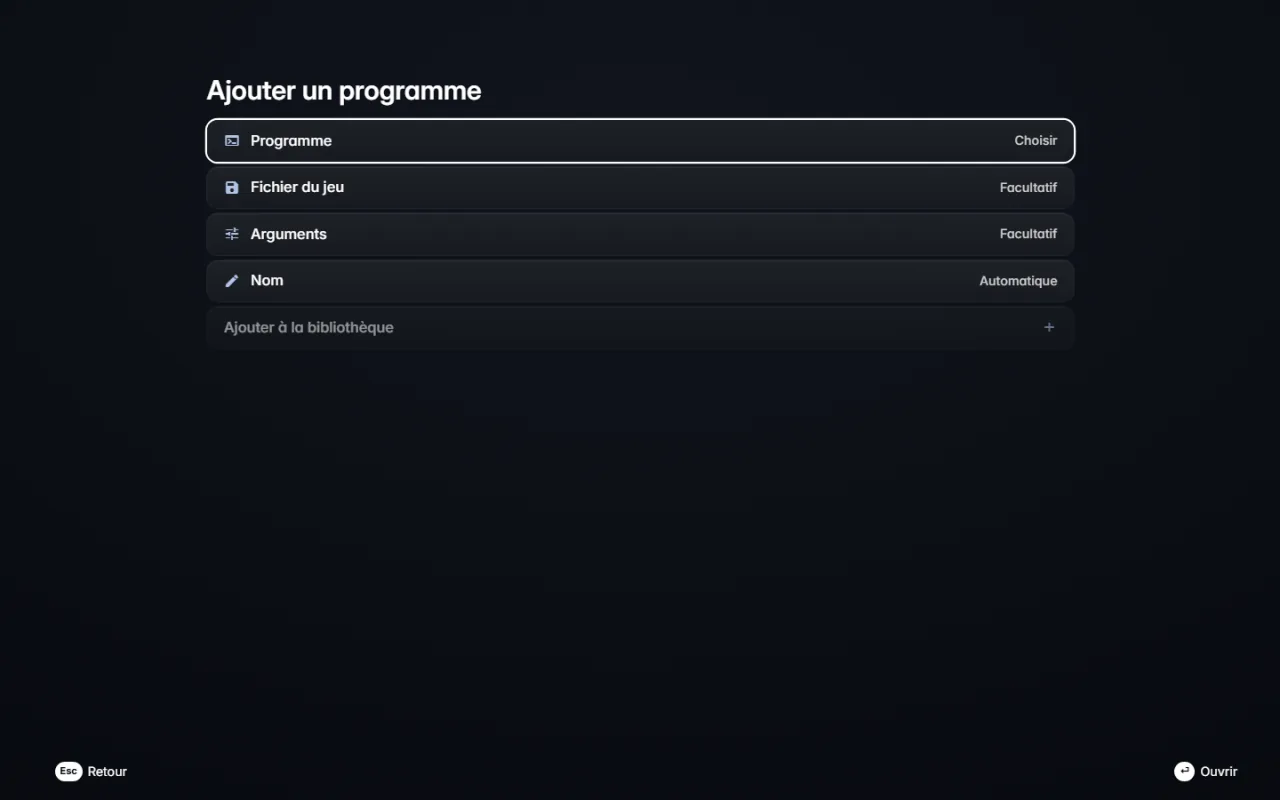 Ajouter un programme
Programme Choisir
Fichier du jeu Facultatif
Arguments Facultatif
Nom Automatique
Ajouter à la bibliothèque +
Esc Retour Ouvrir